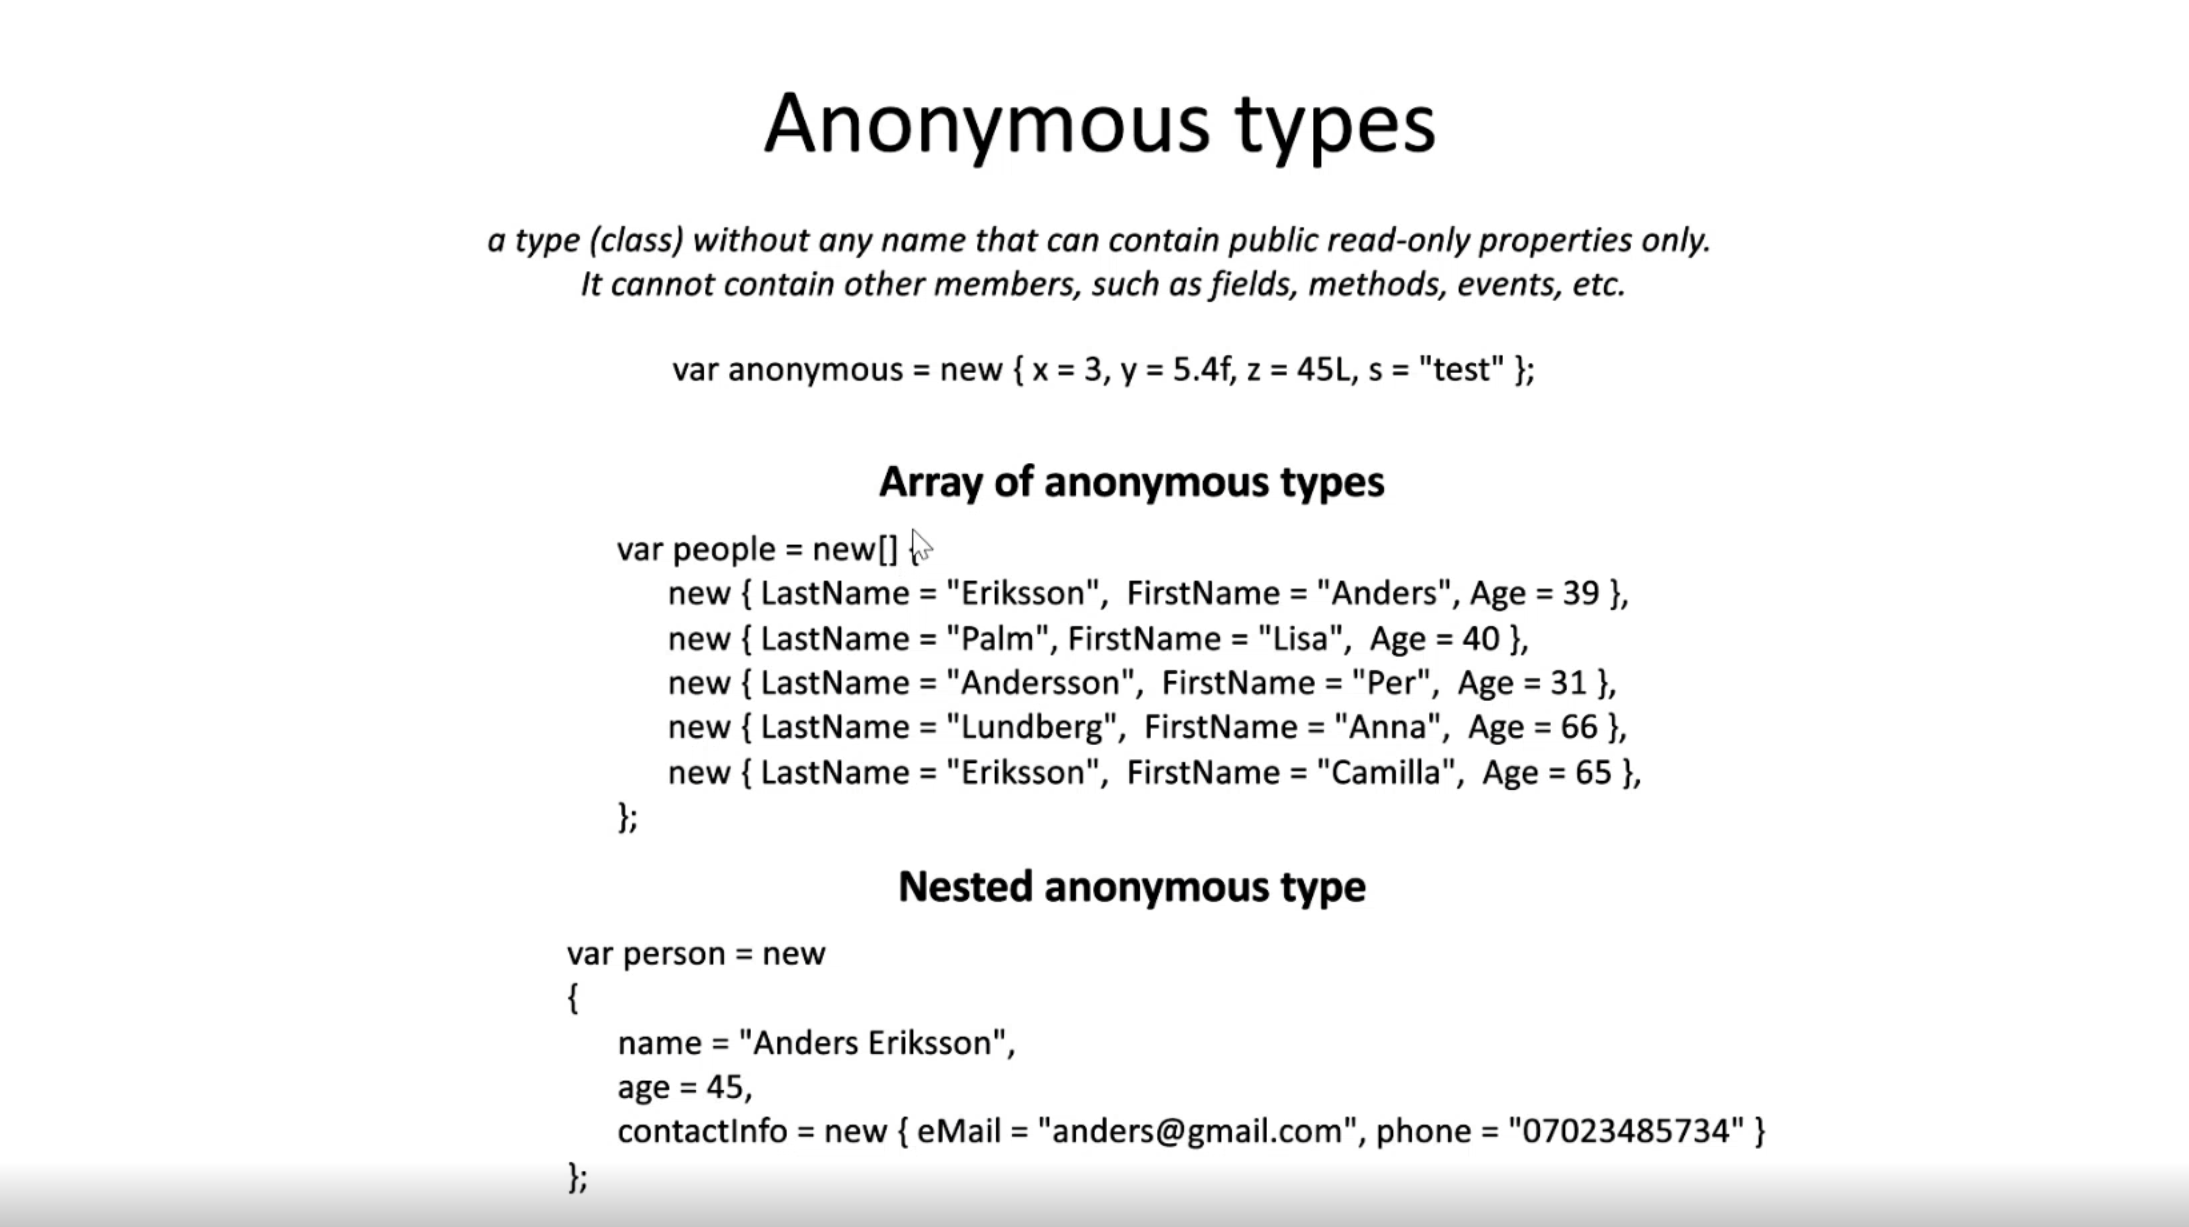 Anonymous types
a type (class) without any name that can contain public read-only properties only.
It cannot contain other members, such as fields, methods, events, etc.
var anonymous = new { x = 3, y = 5.4f, z = 45L, s = "test" };
Array of anonymous types
var people = new[] {
new { LastName = "Eriksson", FirstName = "Anders", Age = 39 },
new { LastName = "Palm", FirstName = "Lisa", Age = 40 },
new { LastName = "Andersson", FirstName = "Per", Age = 31 },
new { LastName = "Lundberg", FirstName = "Anna", Age = 66 },
new { LastName = "Eriksson", FirstName = "Camilla", Age = 65 },
};
Nested anonymous type
var person = new
{
name = "Anders Eriksson",
age = 45,
contactInfo = new { eMail = "anders@gmail.com", phone = "07023485734" }
};